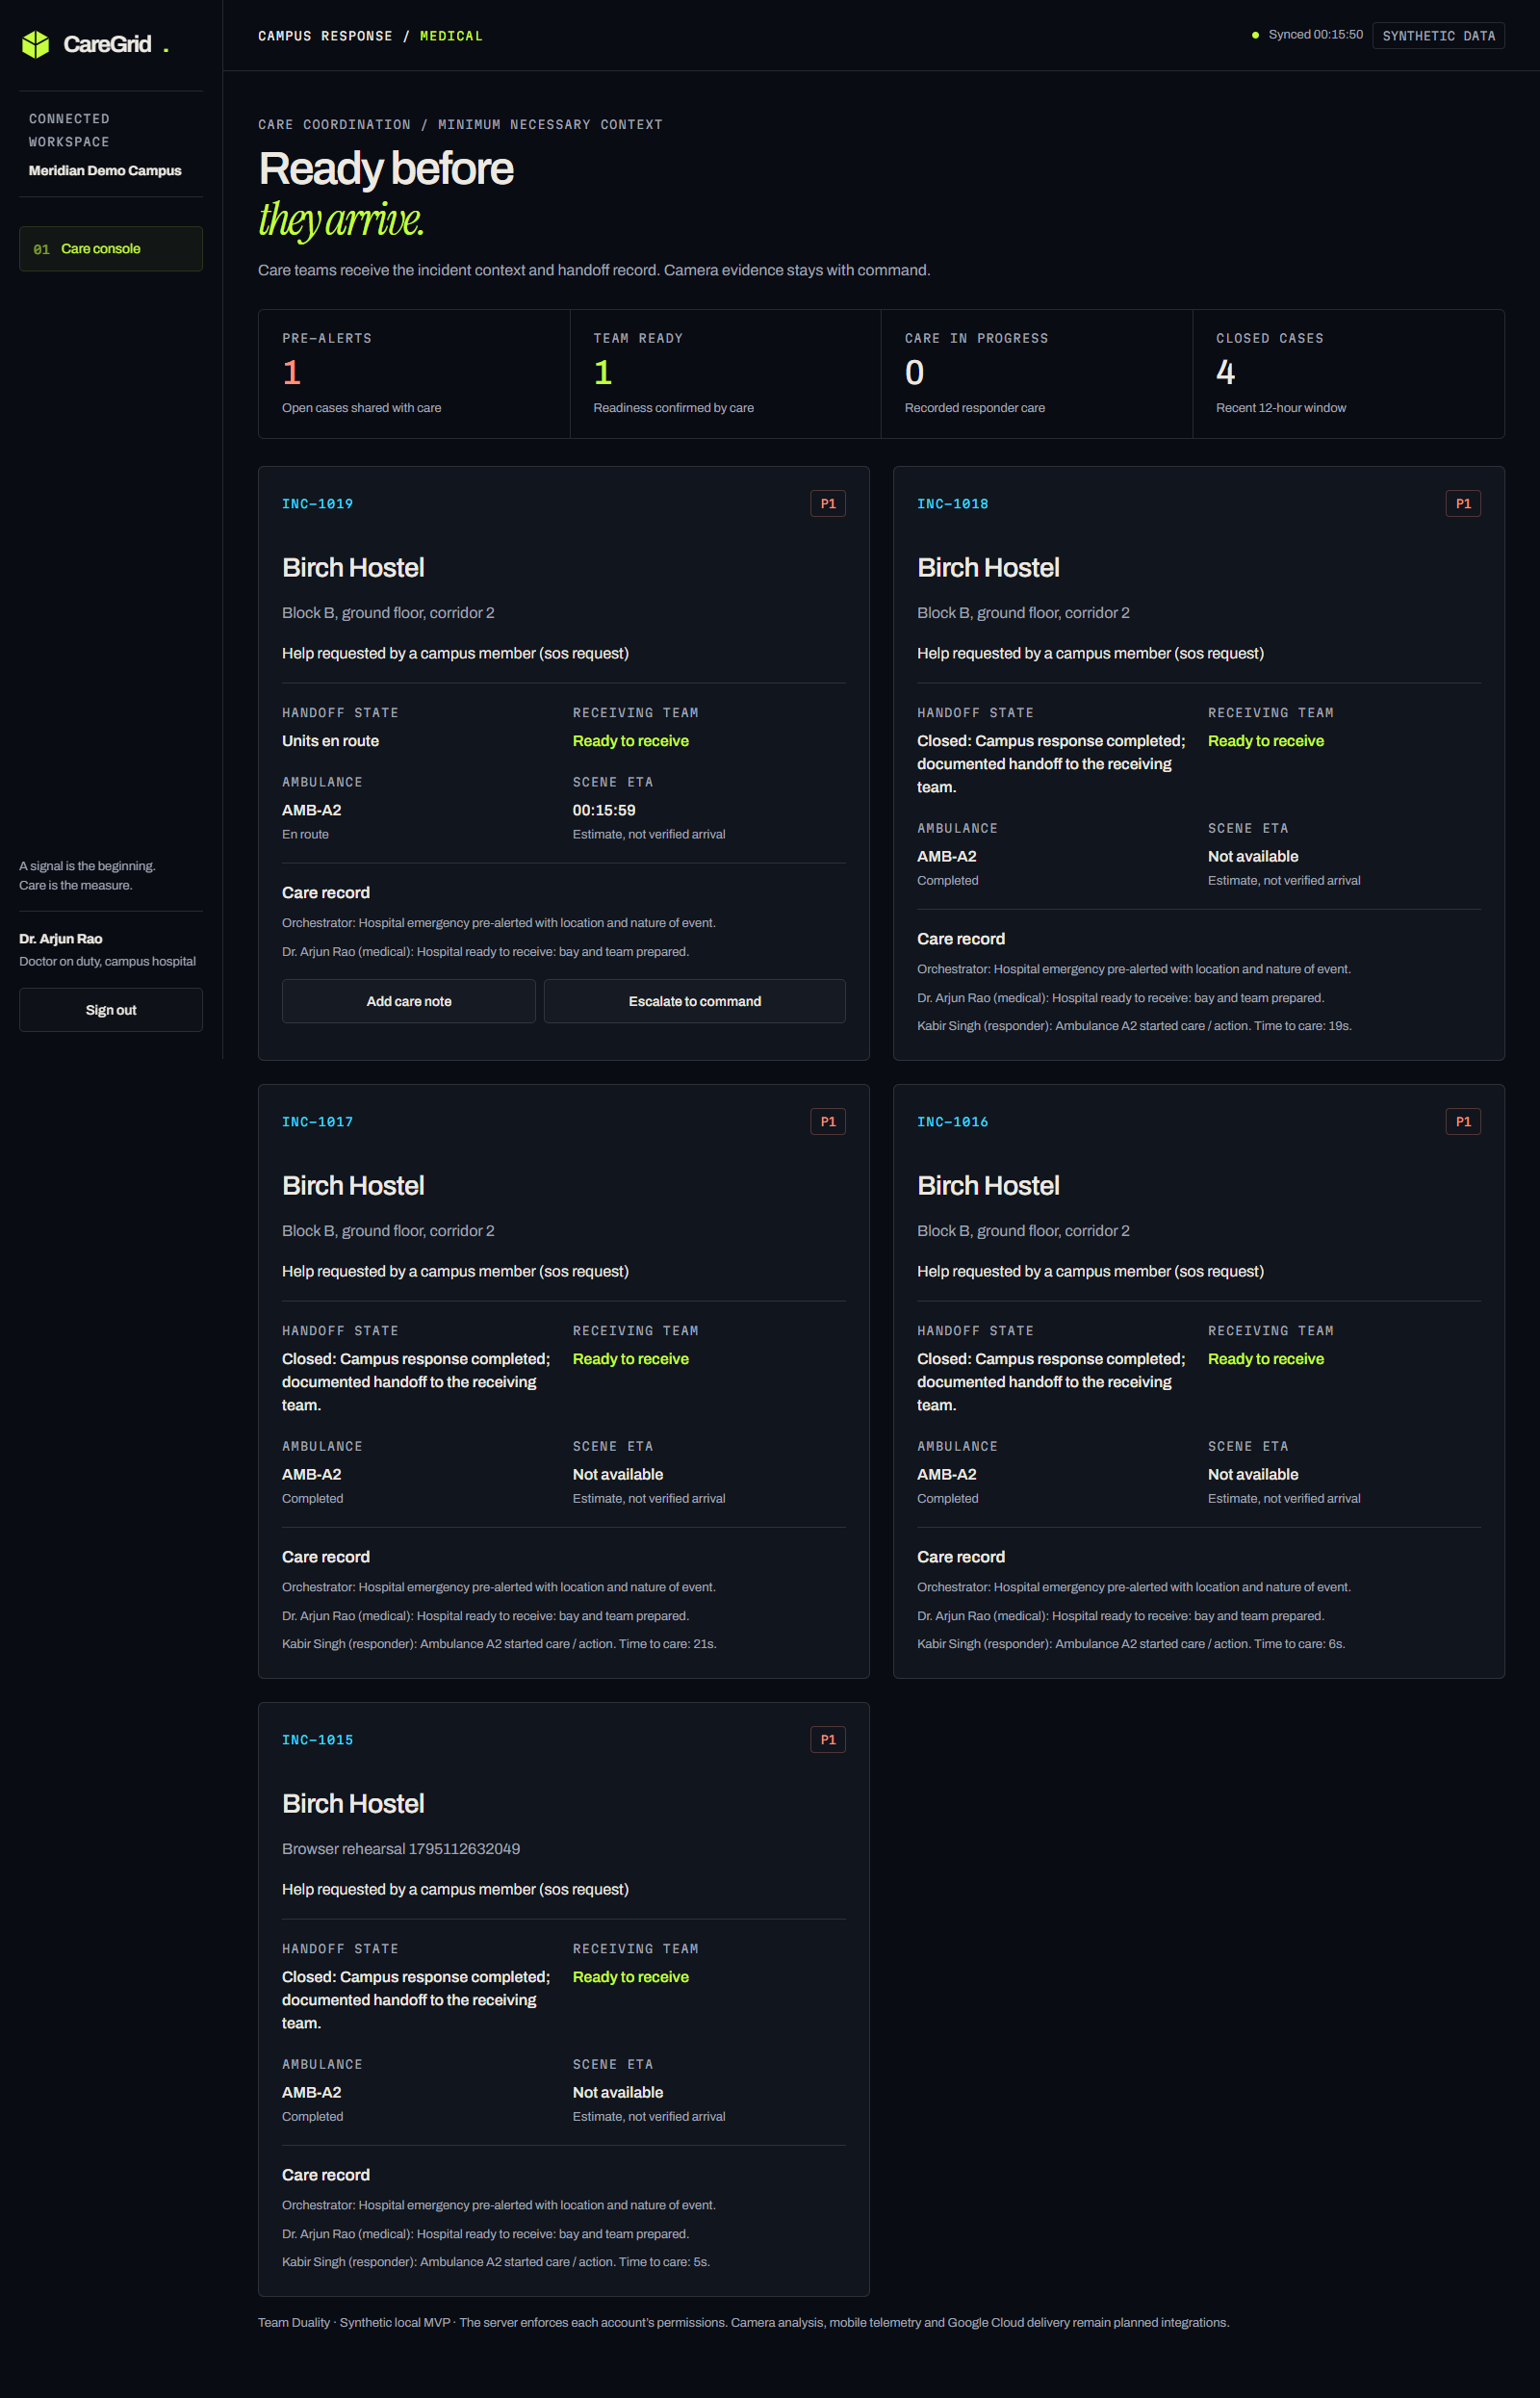 CareGrid .
CONNECTED
WORKSPACE
Meridian Demo Campus
01 Care console
A signal is the beginning.
Care is the measure.
Dr. Arjun Rao
Doctor on duty, campus hospital
Sign out
CAMPUS RESPONSE / MEDICAL
Synced 00:15:50
SYNTHETIC DATA
CARE COORDINATION / MINIMUM NECESSARY CONTEXT
Ready before
they arrive.
Care teams receive the incident context and handoff record. Camera evidence stays with command.
PRE-ALERTS
1
Open cases shared with care
TEAM READY
1
Readiness confirmed by care
CARE IN PROGRESS
0
Recorded responder care
CLOSED CASES
4
Recent 12-hour window
INC-1019
P1
Birch Hostel
Block B, ground floor, corridor 2
Help requested by a campus member (sos request)
HANDOFF STATE
Units en route
RECEIVING TEAM
Ready to receive
AMBULANCE
AMB-A2
En route
SCENE ETA
00:15:59
Estimate, not verified arrival
Care record
Orchestrator: Hospital emergency pre-alerted with location and nature of event.
Dr. Arjun Rao (medical): Hospital ready to receive: bay and team prepared.
Add care note
Escalate to command
INC-1018
P1
Birch Hostel
Block B, ground floor, corridor 2
Help requested by a campus member (sos request)
HANDOFF STATE
Closed: Campus response completed;
documented handoff to the receiving
team.
RECEIVING TEAM
Ready to receive
AMBULANCE
AMB-A2
Completed
SCENE ETA
Not available
Estimate, not verified arrival
Care record
Orchestrator: Hospital emergency pre-alerted with location and nature of event.
Dr. Arjun Rao (medical): Hospital ready to receive: bay and team prepared.
Kabir Singh (responder): Ambulance A2 started care / action. Time to care: 19s.
INC-1017
P1
Birch Hostel
Block B, ground floor, corridor 2
Help requested by a campus member (sos request)
HANDOFF STATE
Closed: Campus response completed;
documented handoff to the receiving
team.
RECEIVING TEAM
Ready to receive
AMBULANCE
AMB-A2
Completed
SCENE ETA
Not available
Estimate, not verified arrival
Care record
Orchestrator: Hospital emergency pre-alerted with location and nature of event.
Dr. Arjun Rao (medical): Hospital ready to receive: bay and team prepared.
Kabir Singh (responder): Ambulance A2 started care / action. Time to care: 21s.
INC-1016
P1
Birch Hostel
Block B, ground floor, corridor 2
Help requested by a campus member (sos request)
HANDOFF STATE
Closed: Campus response completed;
documented handoff to the receiving
team.
RECEIVING TEAM
Ready to receive
AMBULANCE
AMB-A2
Completed
SCENE ETA
Not available
Estimate, not verified arrival
Care record
Orchestrator: Hospital emergency pre-alerted with location and nature of event.
Dr. Arjun Rao (medical): Hospital ready to receive: bay and team prepared.
Kabir Singh (responder): Ambulance A2 started care / action. Time to care: 6s.
INC-1015
P1
Birch Hostel
Browser rehearsal 1795112632049
Help requested by a campus member (sos request)
HANDOFF STATE
Closed: Campus response completed;
documented handoff to the receiving
team.
RECEIVING TEAM
Ready to receive
AMBULANCE
AMB-A2
Completed
SCENE ETA
Not available
Estimate, not verified arrival
Care record
Orchestrator: Hospital emergency pre-alerted with location and nature of event.
Dr. Arjun Rao (medical): Hospital ready to receive: bay and team prepared.
Kabir Singh (responder): Ambulance A2 started care / action. Time to care: 5s.
Team Duality · Synthetic local MVP · The server enforces each account’s permissions. Camera analysis, mobile telemetry and Google Cloud delivery remain planned integrations.